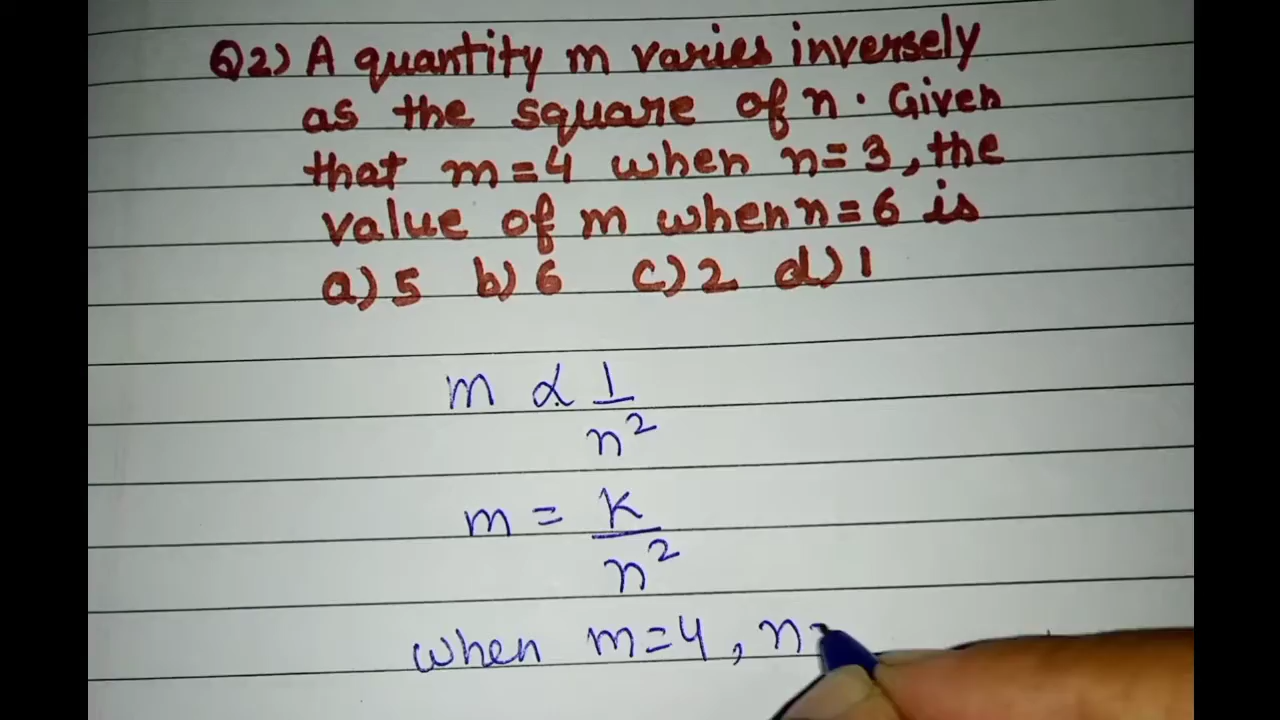 Q2) A quantity m varies inversely
as the square of n. Given
that m=4 when n=3, the
value of m when n=6 is
a) 5 b) 6 c) 2 d) 1
m ∝ 1/n²
m = K/n²
when m=4, n=